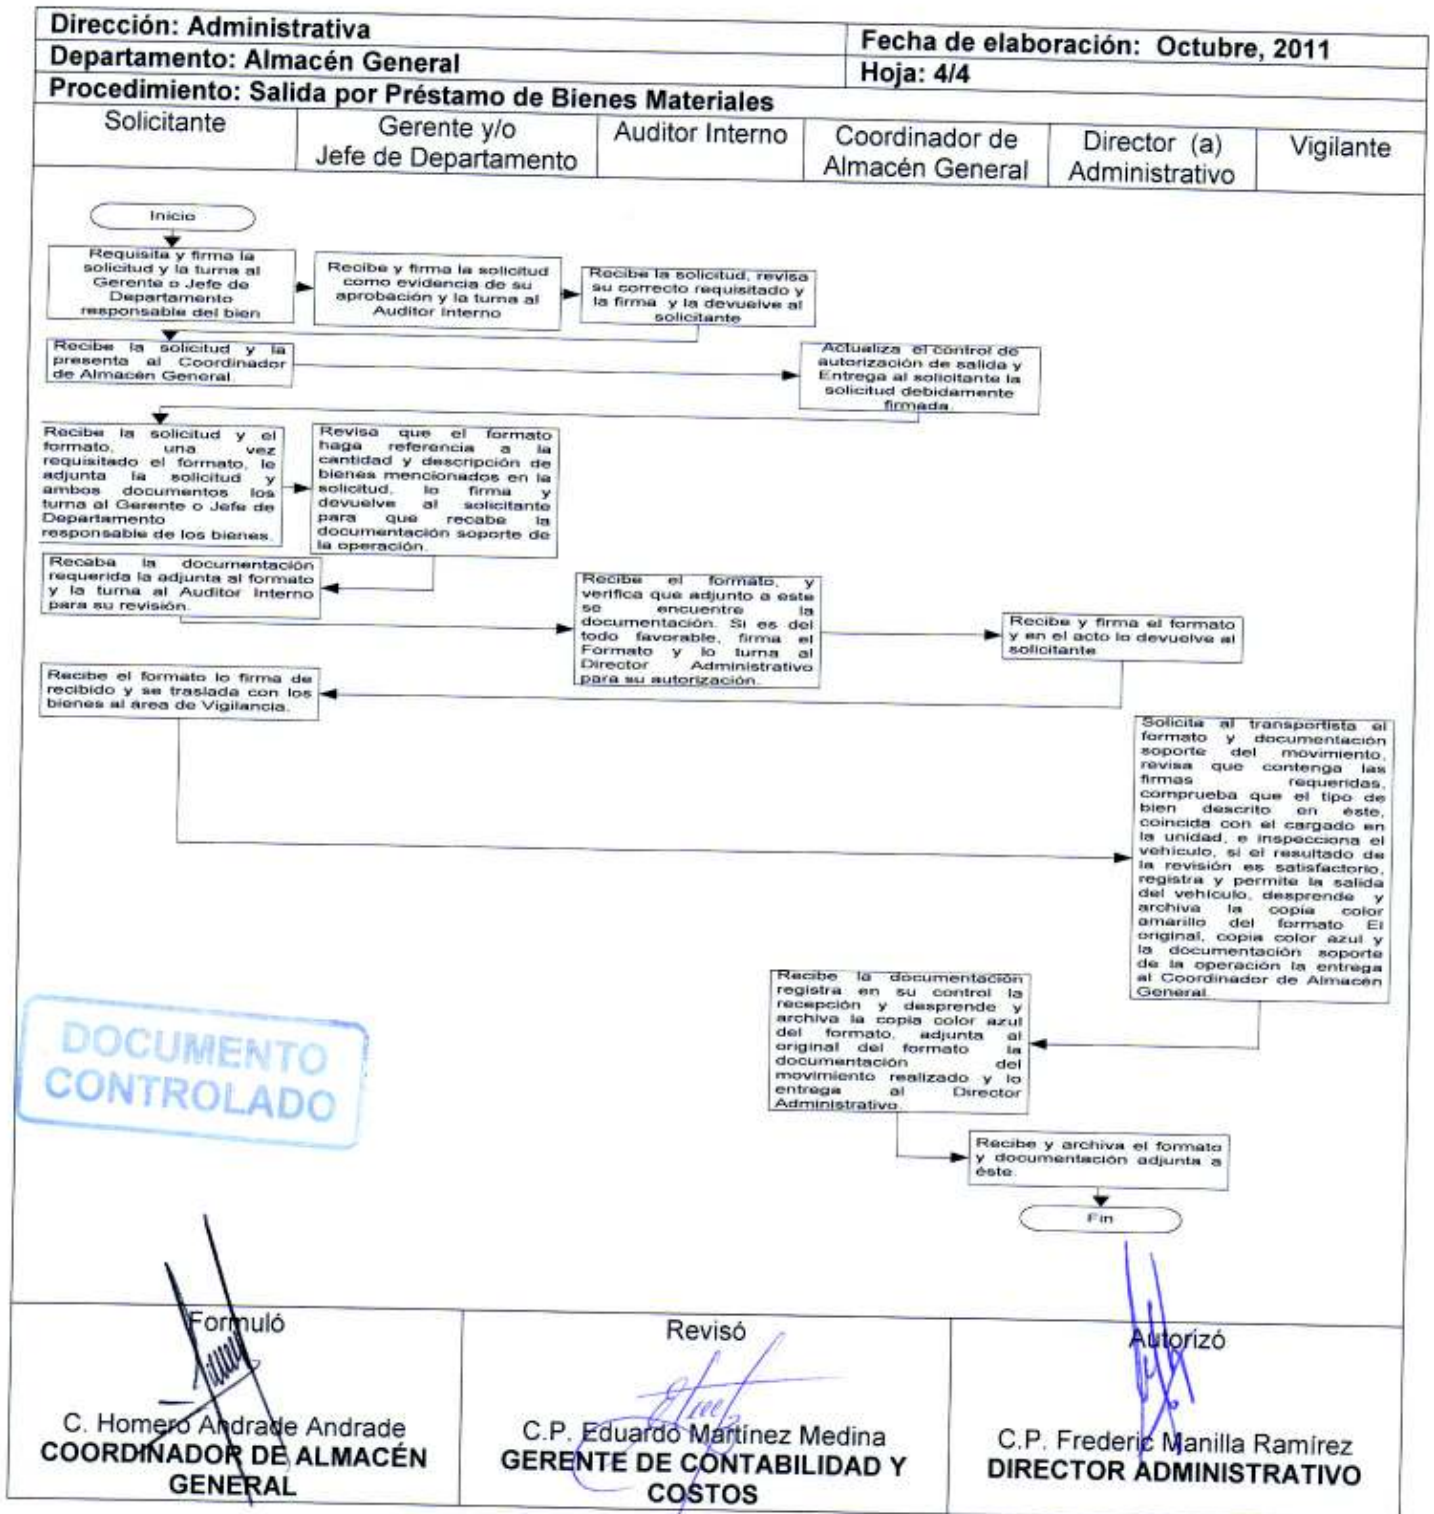 Dirección: Administrativa
Fecha de elaboración: Octubre, 2011
Departamento: Almacén General
Hoja: 4/4
Procedimiento: Salida por Préstamo de Bienes Materiales
Solicitante
Gerente y/o
Jefe de Departamento
Auditor Interno
Coordinador de
Almacén General
Director (a)
Administrativo
Vigilante
Inicio
Requisita y firma la
solicitud y la turna al
Gerente o Jefe de
Departamento
responsable del bien
Recibe y firma la solicitud
como evidencia de su
aprobación y la turna al
Auditor Interno
Recibe la solicitud, revisa
su correcto requisitado y
la firma y la devuelve al
solicitante
Recibe la solicitud y la
presenta al Coordinador
de Almacén General.
Actualiza el control de
autorización de salida y
Entrega al solicitante la
solicitud debidamente
firmada.
Recibe la solicitud y el
formato, una vez
requisitado el formato, le
adjunta la solicitud y
ambos documentos los
turna al Gerente o Jefe de
Departamento
responsable de los bienes.
Revisa que el formato
haga referencia a la
cantidad y descripción de
bienes mencionados en la
solicitud, lo firma y
devuelve al solicitante
para que recabe la
documentación soporte de
la operación.
Recaba la documentación
requerida la adjunta al formato
y la turna al Auditor Interno
para su revisión.
Recibe el formato, y
verifica que adjunto a este
se encuentre la
documentación. Si es del
todo favorable, firma el
Formato y lo turna al
Director Administrativo
para su autorización.
Recibe y firma el formato
y en el acto lo devuelve al
solicitante
Recibe el formato lo firma de
recibido y se traslada con los
bienes al área de Vigilancia.
Solicita al transportista el
formato y documentación
soporte del movimiento,
revisa que contenga las
firmas requeridas,
comprueba que el tipo de
bien descrito en éste,
coincida con el cargado en
la unidad, e inspecciona el
vehículo, si el resultado de
la revisión es satisfactorio,
registra y permite la salida
del vehículo, desprende y
archiva la copia color
amarillo del formato El
original, copia color azul y
la documentación soporte
de la operación la entrega
al Coordinador de Almacén
General.
Recibe la documentación
registra en su control la
recepción y desprende y
archiva la copia color azul
del formato, adjunta al
original del formato la
documentación del
movimiento realizado y lo
entrega al Director
Administrativo.
Recibe y archiva el formato
y documentación adjunta a
éste.
Fin
DOCUMENTO
CONTROLADO
Formuló
C. Homero Andrade Andrade
COORDINADOR DE ALMACÉN
GENERAL
Revisó
C.P. Eduardo Martínez Medina
GERENTE DE CONTABILIDAD Y
COSTOS
Autorizó
C.P. Frederic Manilla Ramírez
DIRECTOR ADMINISTRATIVO